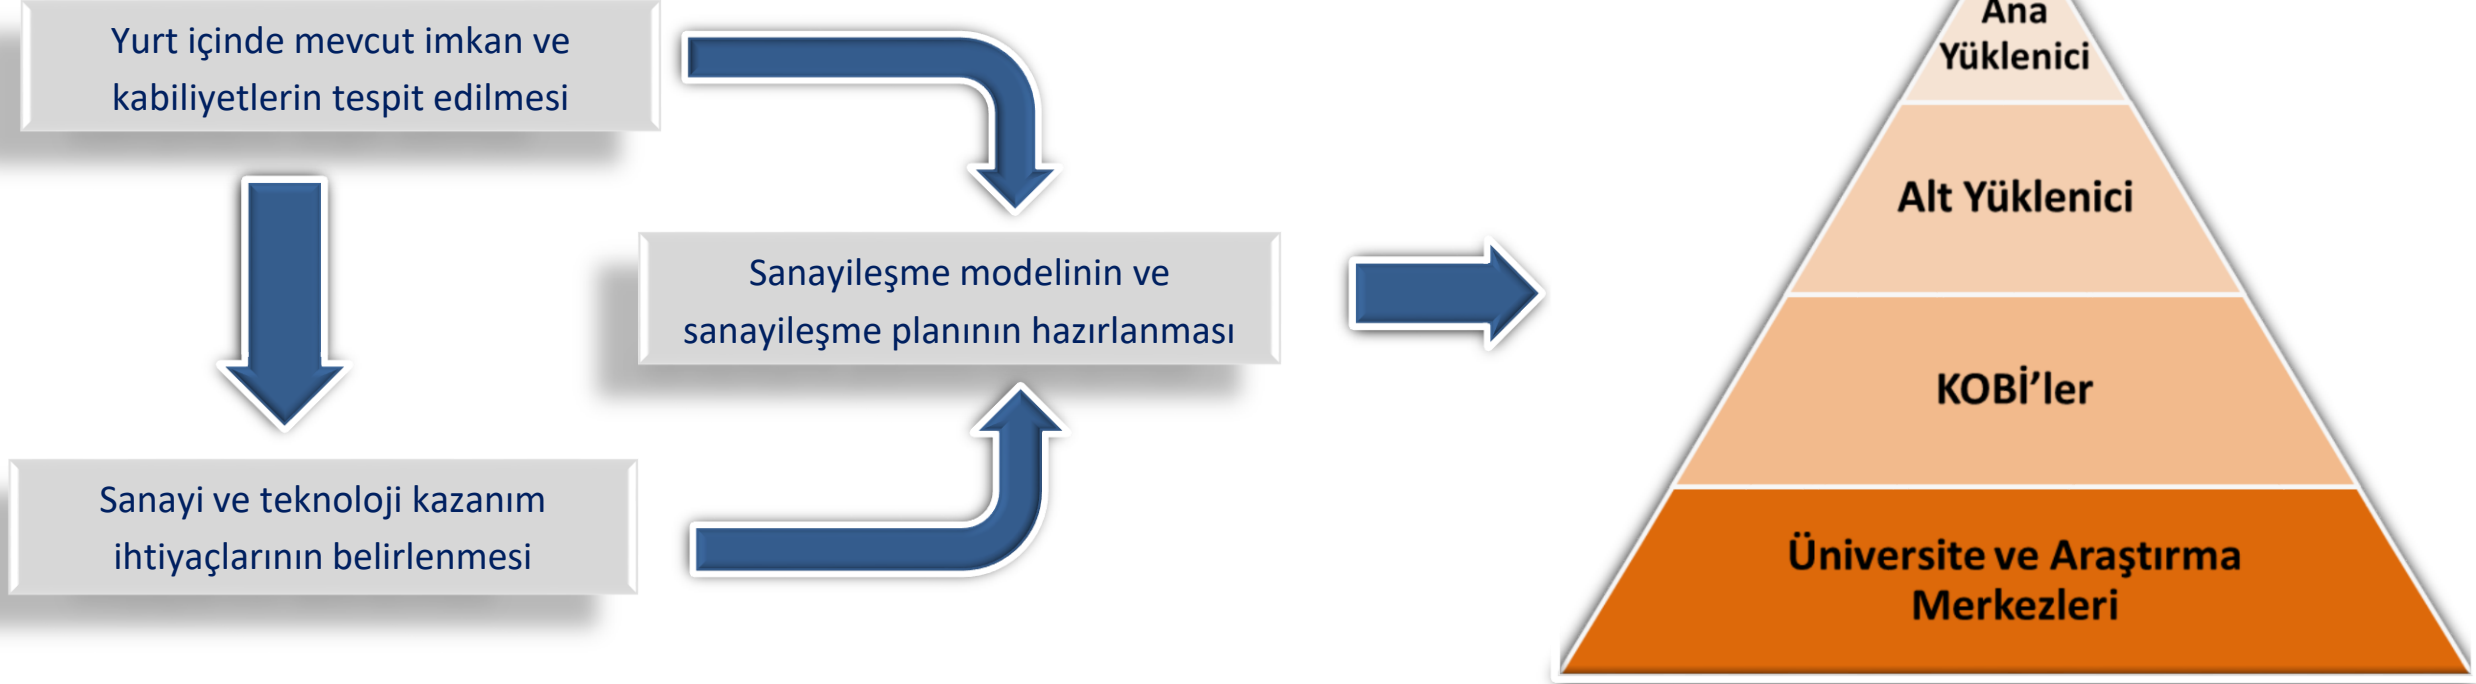 Yurt içinde mevcut imkan ve
kabiliyetlerin tespit edilmesi
Sanayileşme modelinin ve
sanayileşme planının hazırlanması
Sanayi ve teknoloji kazanım
ihtiyaçlarının belirlenmesi
Ana
Yüklenici
Alt Yüklenici
KOBİ’ler
Üniversite ve Araştırma
Merkezleri